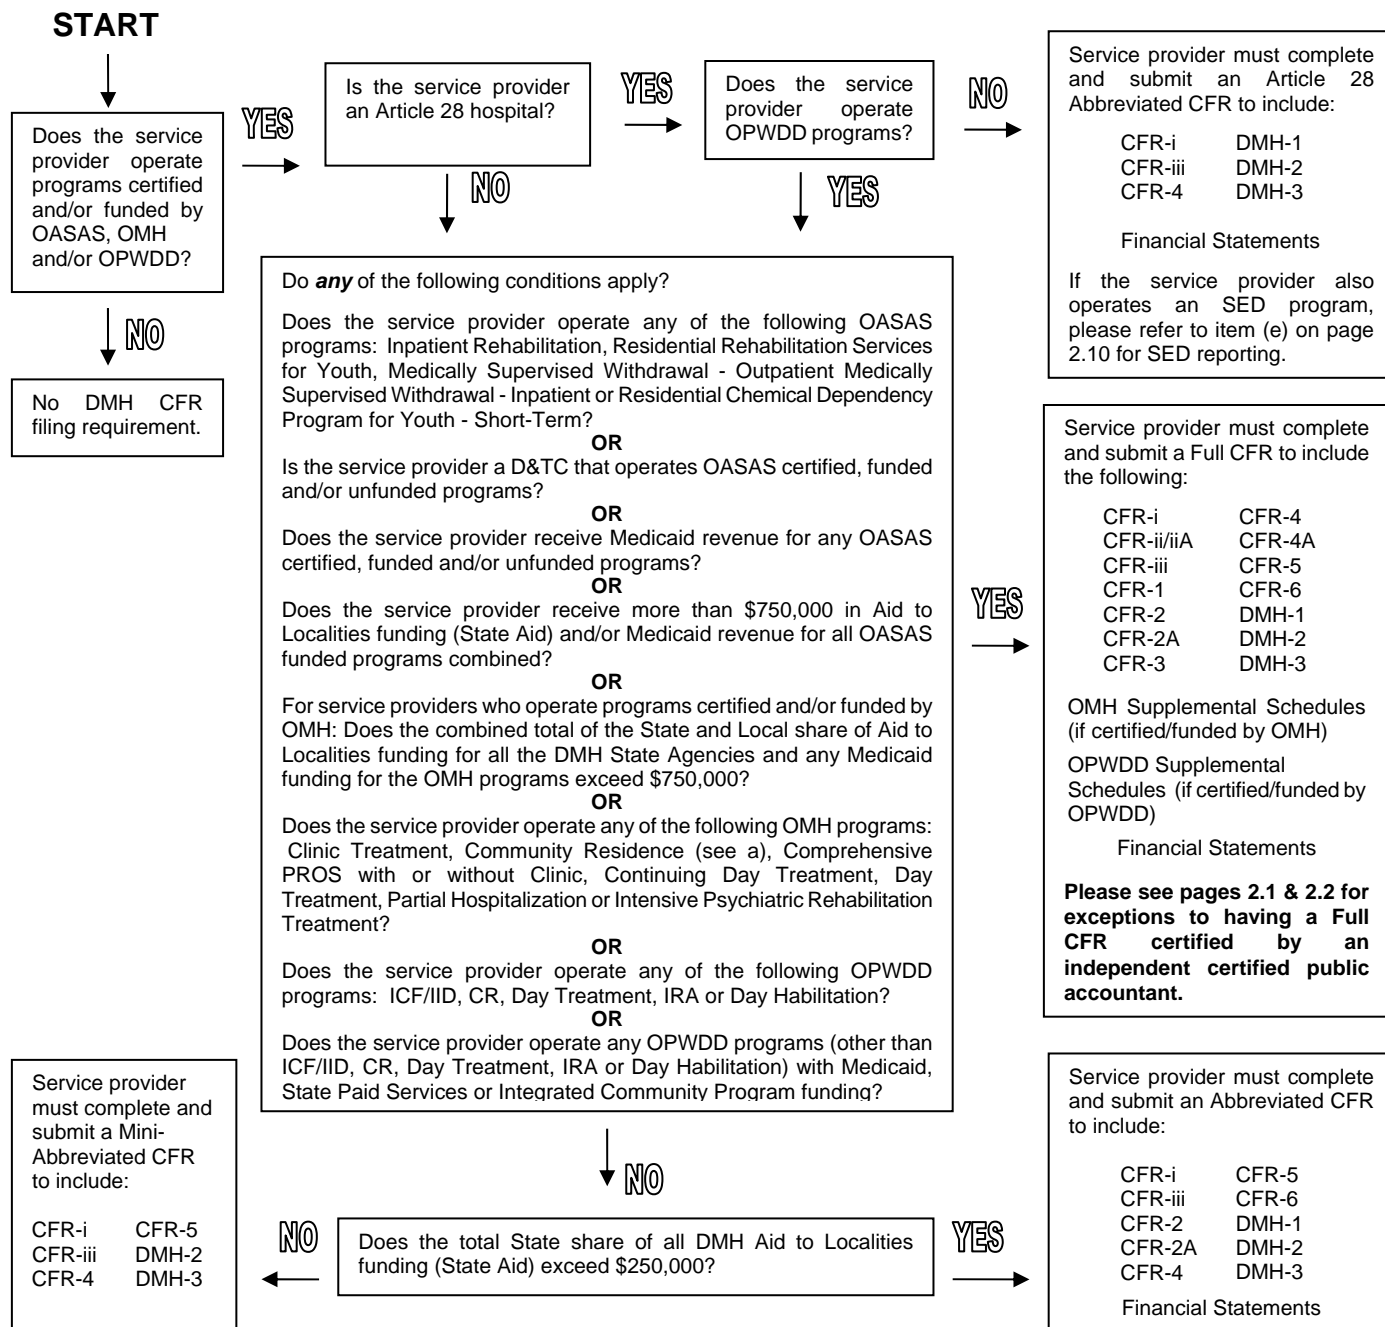 START
Does the service
provider operate
programs certified
and/or funded by
OASAS, OMH
and/or OPWDD?
YES
Is the service provider
an Article 28 hospital?
YES
Does the service
provider operate
OPWDD programs?
NO
Service provider must complete
and submit an Article 28
Abbreviated CFR to include:
CFR-i DMH-1
CFR-iii DMH-2
CFR-4 DMH-3
Financial Statements
If the service provider also
operates an SED program,
please refer to item (e) on page
2.10 for SED reporting.
NO
YES
NO
No DMH CFR
filing requirement.
Do any of the following conditions apply?
Does the service provider operate any of the following OASAS
programs: Inpatient Rehabilitation, Residential Rehabilitation Services
for Youth, Medically Supervised Withdrawal - Outpatient Medically
Supervised Withdrawal - Inpatient or Residential Chemical Dependency
Program for Youth - Short-Term?
OR
Is the service provider a D&TC that operates OASAS certified, funded
and/or unfunded programs?
OR
Does the service provider receive Medicaid revenue for any OASAS
certified, funded and/or unfunded programs?
OR
Does the service provider receive more than $750,000 in Aid to
Localities funding (State Aid) and/or Medicaid revenue for all OASAS
funded programs combined?
OR
For service providers who operate programs certified and/or funded by
OMH: Does the combined total of the State and Local share of Aid to
Localities funding for all the DMH State Agencies and any Medicaid
funding for the OMH programs exceed $750,000?
OR
Does the service provider operate any of the following OMH programs:
Clinic Treatment, Community Residence (see a), Comprehensive
PROS with or without Clinic, Continuing Day Treatment, Day
Treatment, Partial Hospitalization or Intensive Psychiatric Rehabilitation
Treatment?
OR
Does the service provider operate any of the following OPWDD
programs: ICF/IID, CR, Day Treatment, IRA or Day Habilitation?
OR
Does the service provider operate any OPWDD programs (other than
ICF/IID, CR, Day Treatment, IRA or Day Habilitation) with Medicaid,
State Paid Services or Integrated Community Program funding?
YES
Service provider must complete
and submit a Full CFR to include
the following:
CFR-i CFR-4
CFR-ii/iiA CFR-4A
CFR-iii CFR-5
CFR-1 CFR-6
CFR-2 DMH-1
CFR-2A DMH-2
CFR-3 DMH-3
OMH Supplemental Schedules
(if certified/funded by OMH)
OPWDD Supplemental
Schedules (if certified/funded by
OPWDD)
Financial Statements
Please see pages 2.1 & 2.2 for
exceptions to having a Full
CFR certified by an
independent certified public
accountant.
NO
Does the total State share of all DMH Aid to Localities
funding (State Aid) exceed $250,000?
NO
Service provider
must complete and
submit a Mini-
Abbreviated CFR
to include:
CFR-i CFR-5
CFR-iii DMH-2
CFR-4 DMH-3
YES
Service provider must complete
and submit an Abbreviated CFR
to include:
CFR-i CFR-5
CFR-iii CFR-6
CFR-2 DMH-1
CFR-2A DMH-2
CFR-4 DMH-3
Financial Statements